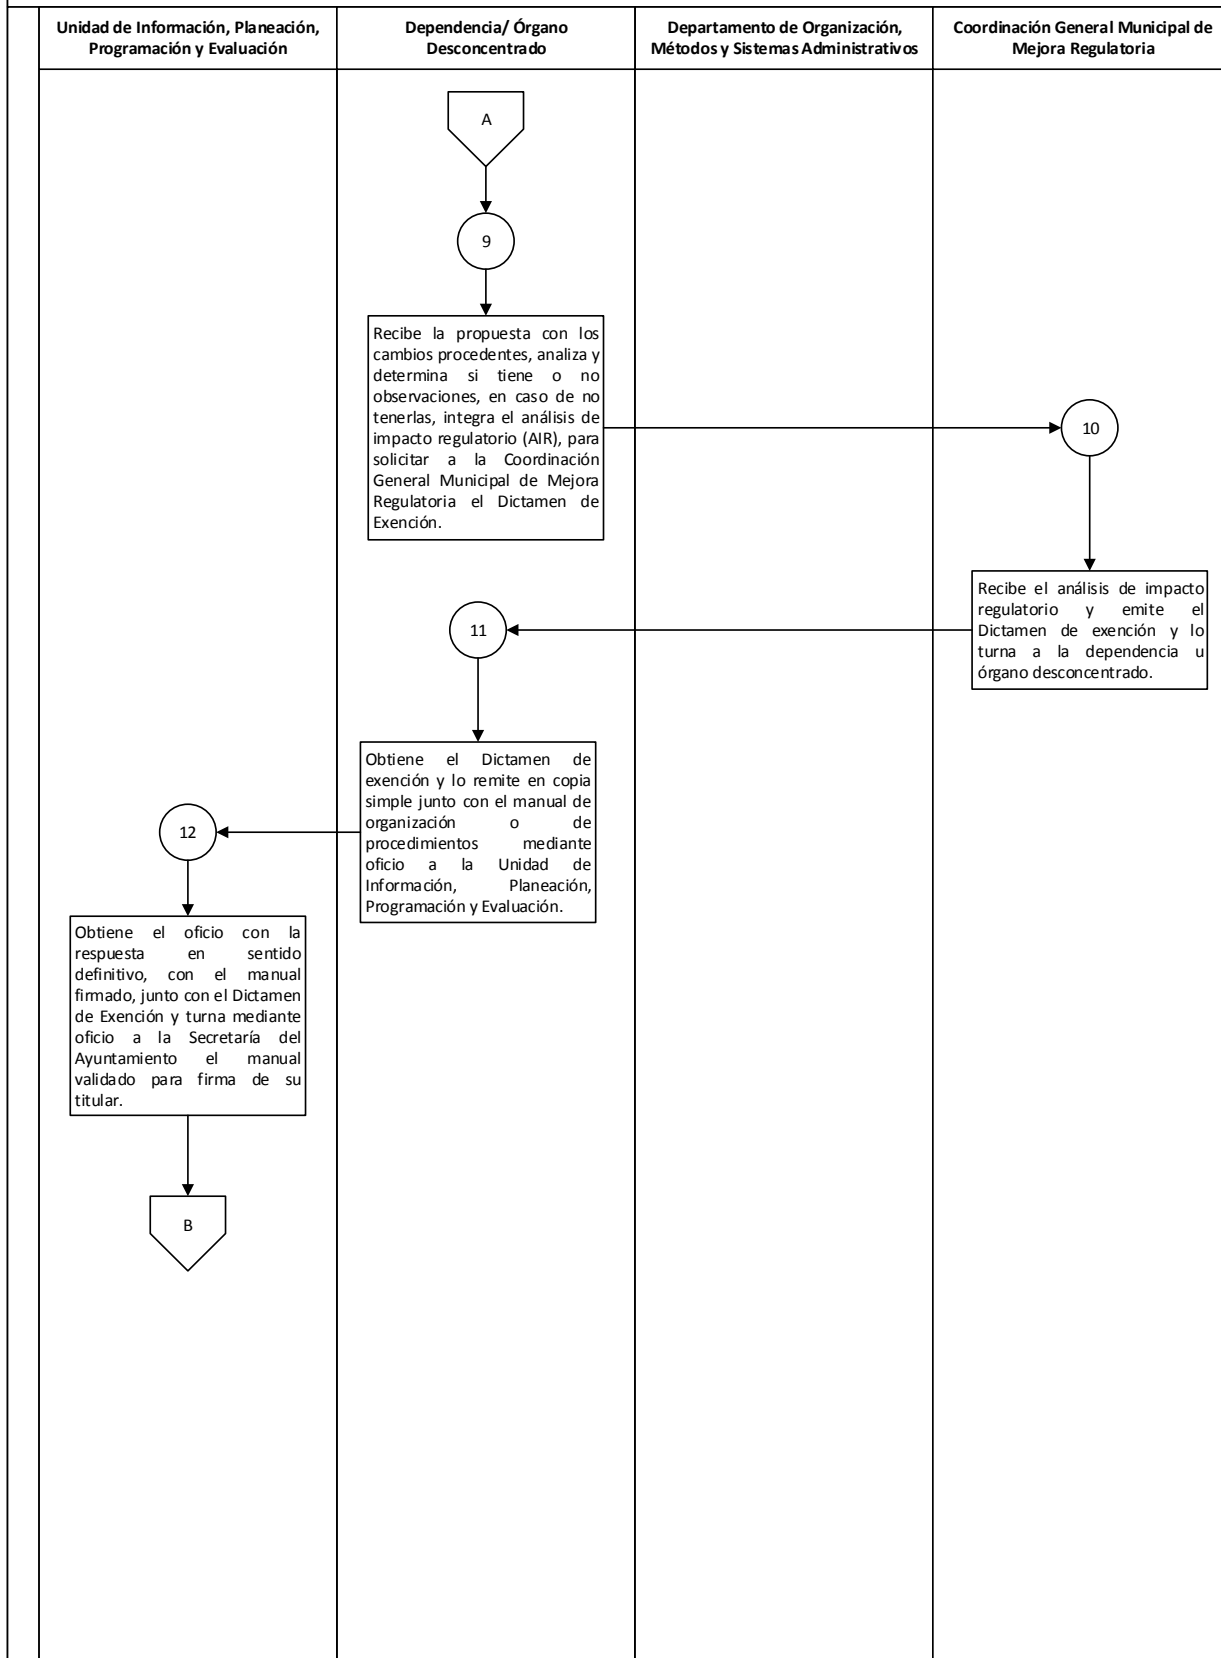 Unidad de Información, Planeación,
Programación y Evaluación
Dependencia/ Órgano
Desconcentrado
Departamento de Organización,
Métodos y Sistemas Administrativos
Coordinación General Municipal de
Mejora Regulatoria
A
9
Recibe la propuesta con los
cambios procedentes, analiza y
determina si tiene o no
observaciones, en caso de no
tenerlas, integra el análisis de
impacto regulatorio (AIR), para
solicitar a la Coordinación
General Municipal de Mejora
Regulatoria el Dictamen de
Exención.
10
Recibe el análisis de impacto
regulatorio y emite el
Dictamen de exención y lo
turna a la dependencia u
órgano desconcentrado.
11
Obtiene el Dictamen de
exención y lo remite en copia
simple junto con el manual de
organización o de
procedimientos mediante
oficio a la Unidad de
Información, Planeación,
Programación y Evaluación.
12
Obtiene el oficio con la
respuesta en sentido
definitivo, con el manual
firmado, junto con el Dictamen
de Exención y turna mediante
oficio a la Secretaría del
Ayuntamiento el manual
validado para firma de su
titular.
B